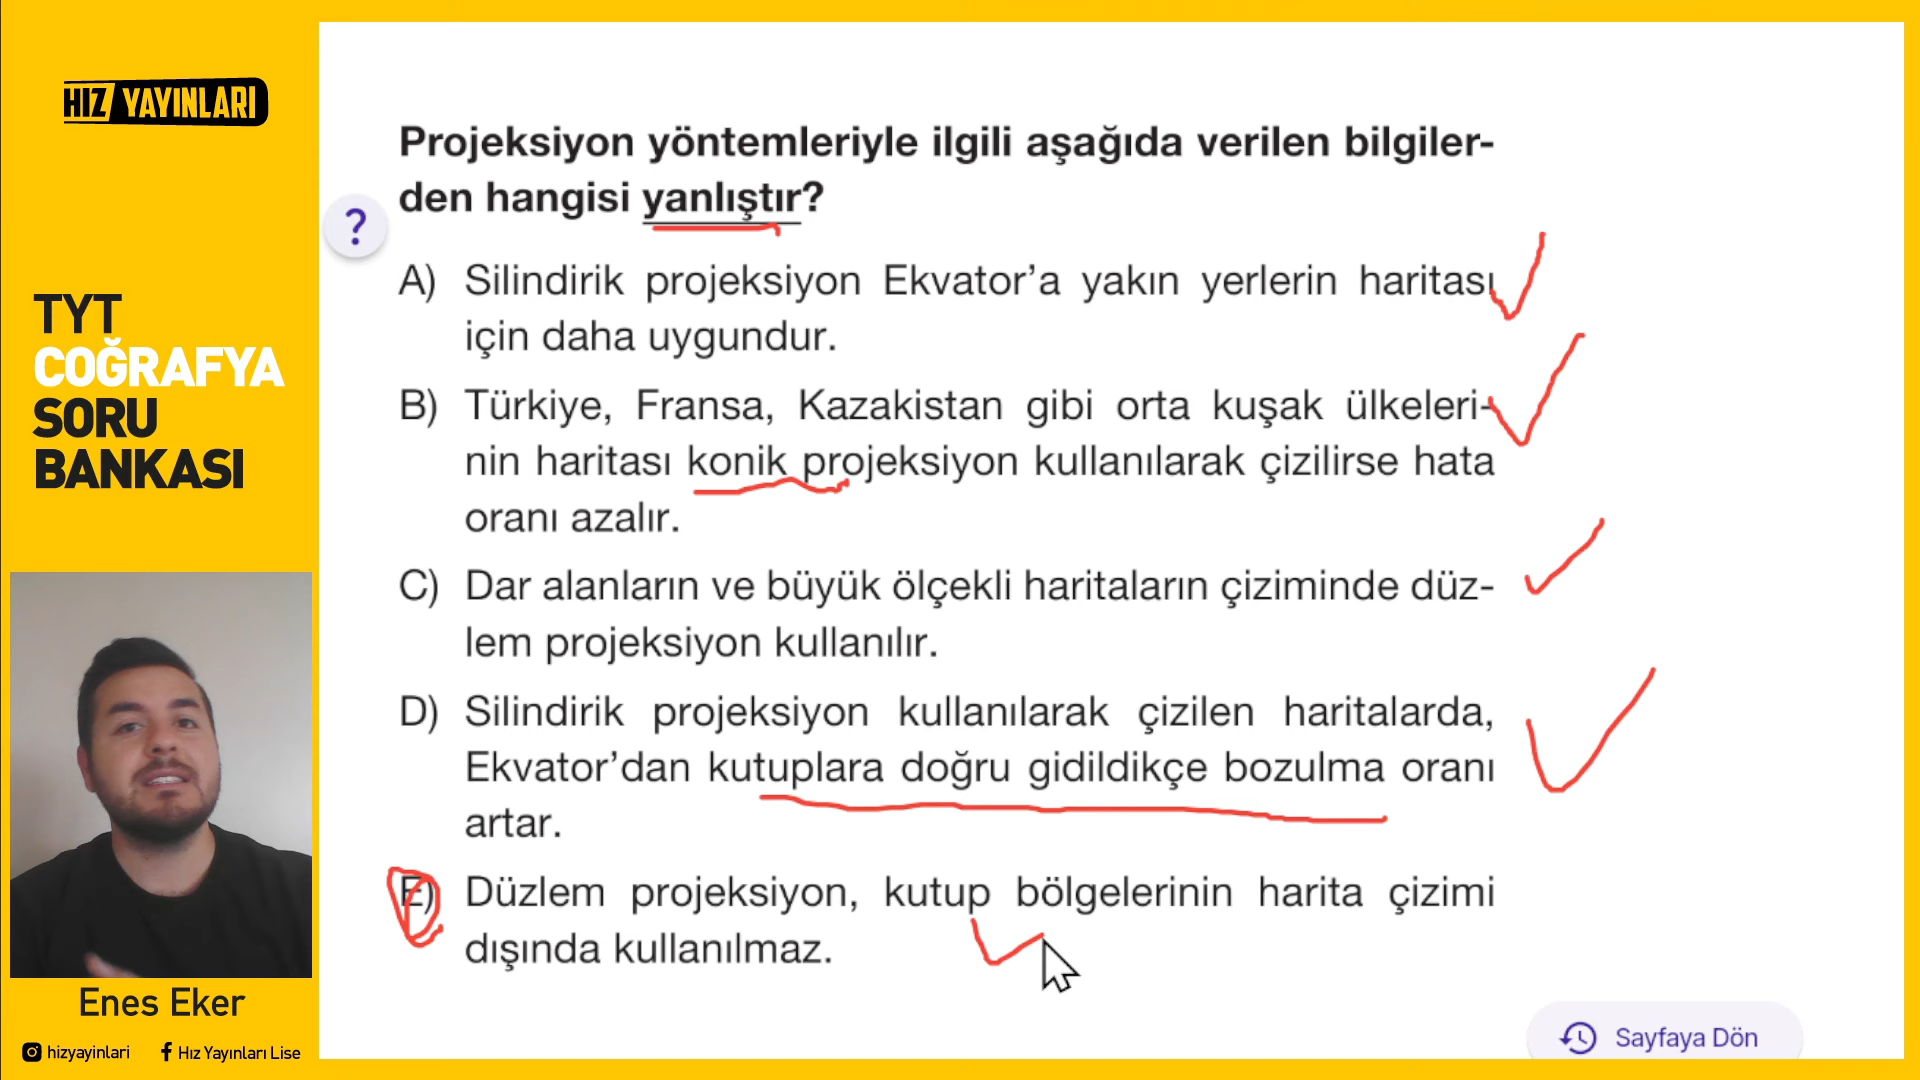 HIZ YAYINLARI
TYT
COĞRAFYA
SORU
BANKASI
Enes Eker
hizyayinlari
Hız Yayınları Lise
?
Projeksiyon yöntemleriyle ilgili aşağıda verilen bilgiler-
den hangisi yanlıştır?
A) Silindirik projeksiyon Ekvator’a yakın yerlerin haritası
için daha uygundur.
B) Türkiye, Fransa, Kazakistan gibi orta kuşak ülkeleri-
nin haritası konik projeksiyon kullanılarak çizilirse hata
oranı azalır.
C) Dar alanların ve büyük ölçekli haritaların çiziminde düz-
lem projeksiyon kullanılır.
D) Silindirik projeksiyon kullanılarak çizilen haritalarda,
Ekvator’dan kutuplara doğru gidildikçe bozulma oranı
artar.
E) Düzlem projeksiyon, kutup bölgelerinin harita çizimi
dışında kullanılmaz.
Sayfaya Dön